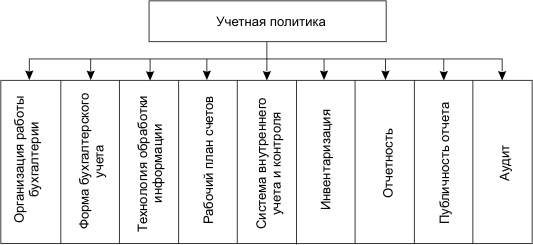 Учетная политика
Организация работы
бухгалтерии
Форма бухгалтерского
учета
Технология обработки
информации
Рабочий план счетов
Система внутреннего
учета и контроля
Инвентаризация
Отчетность
Публичность отчета
Аудит